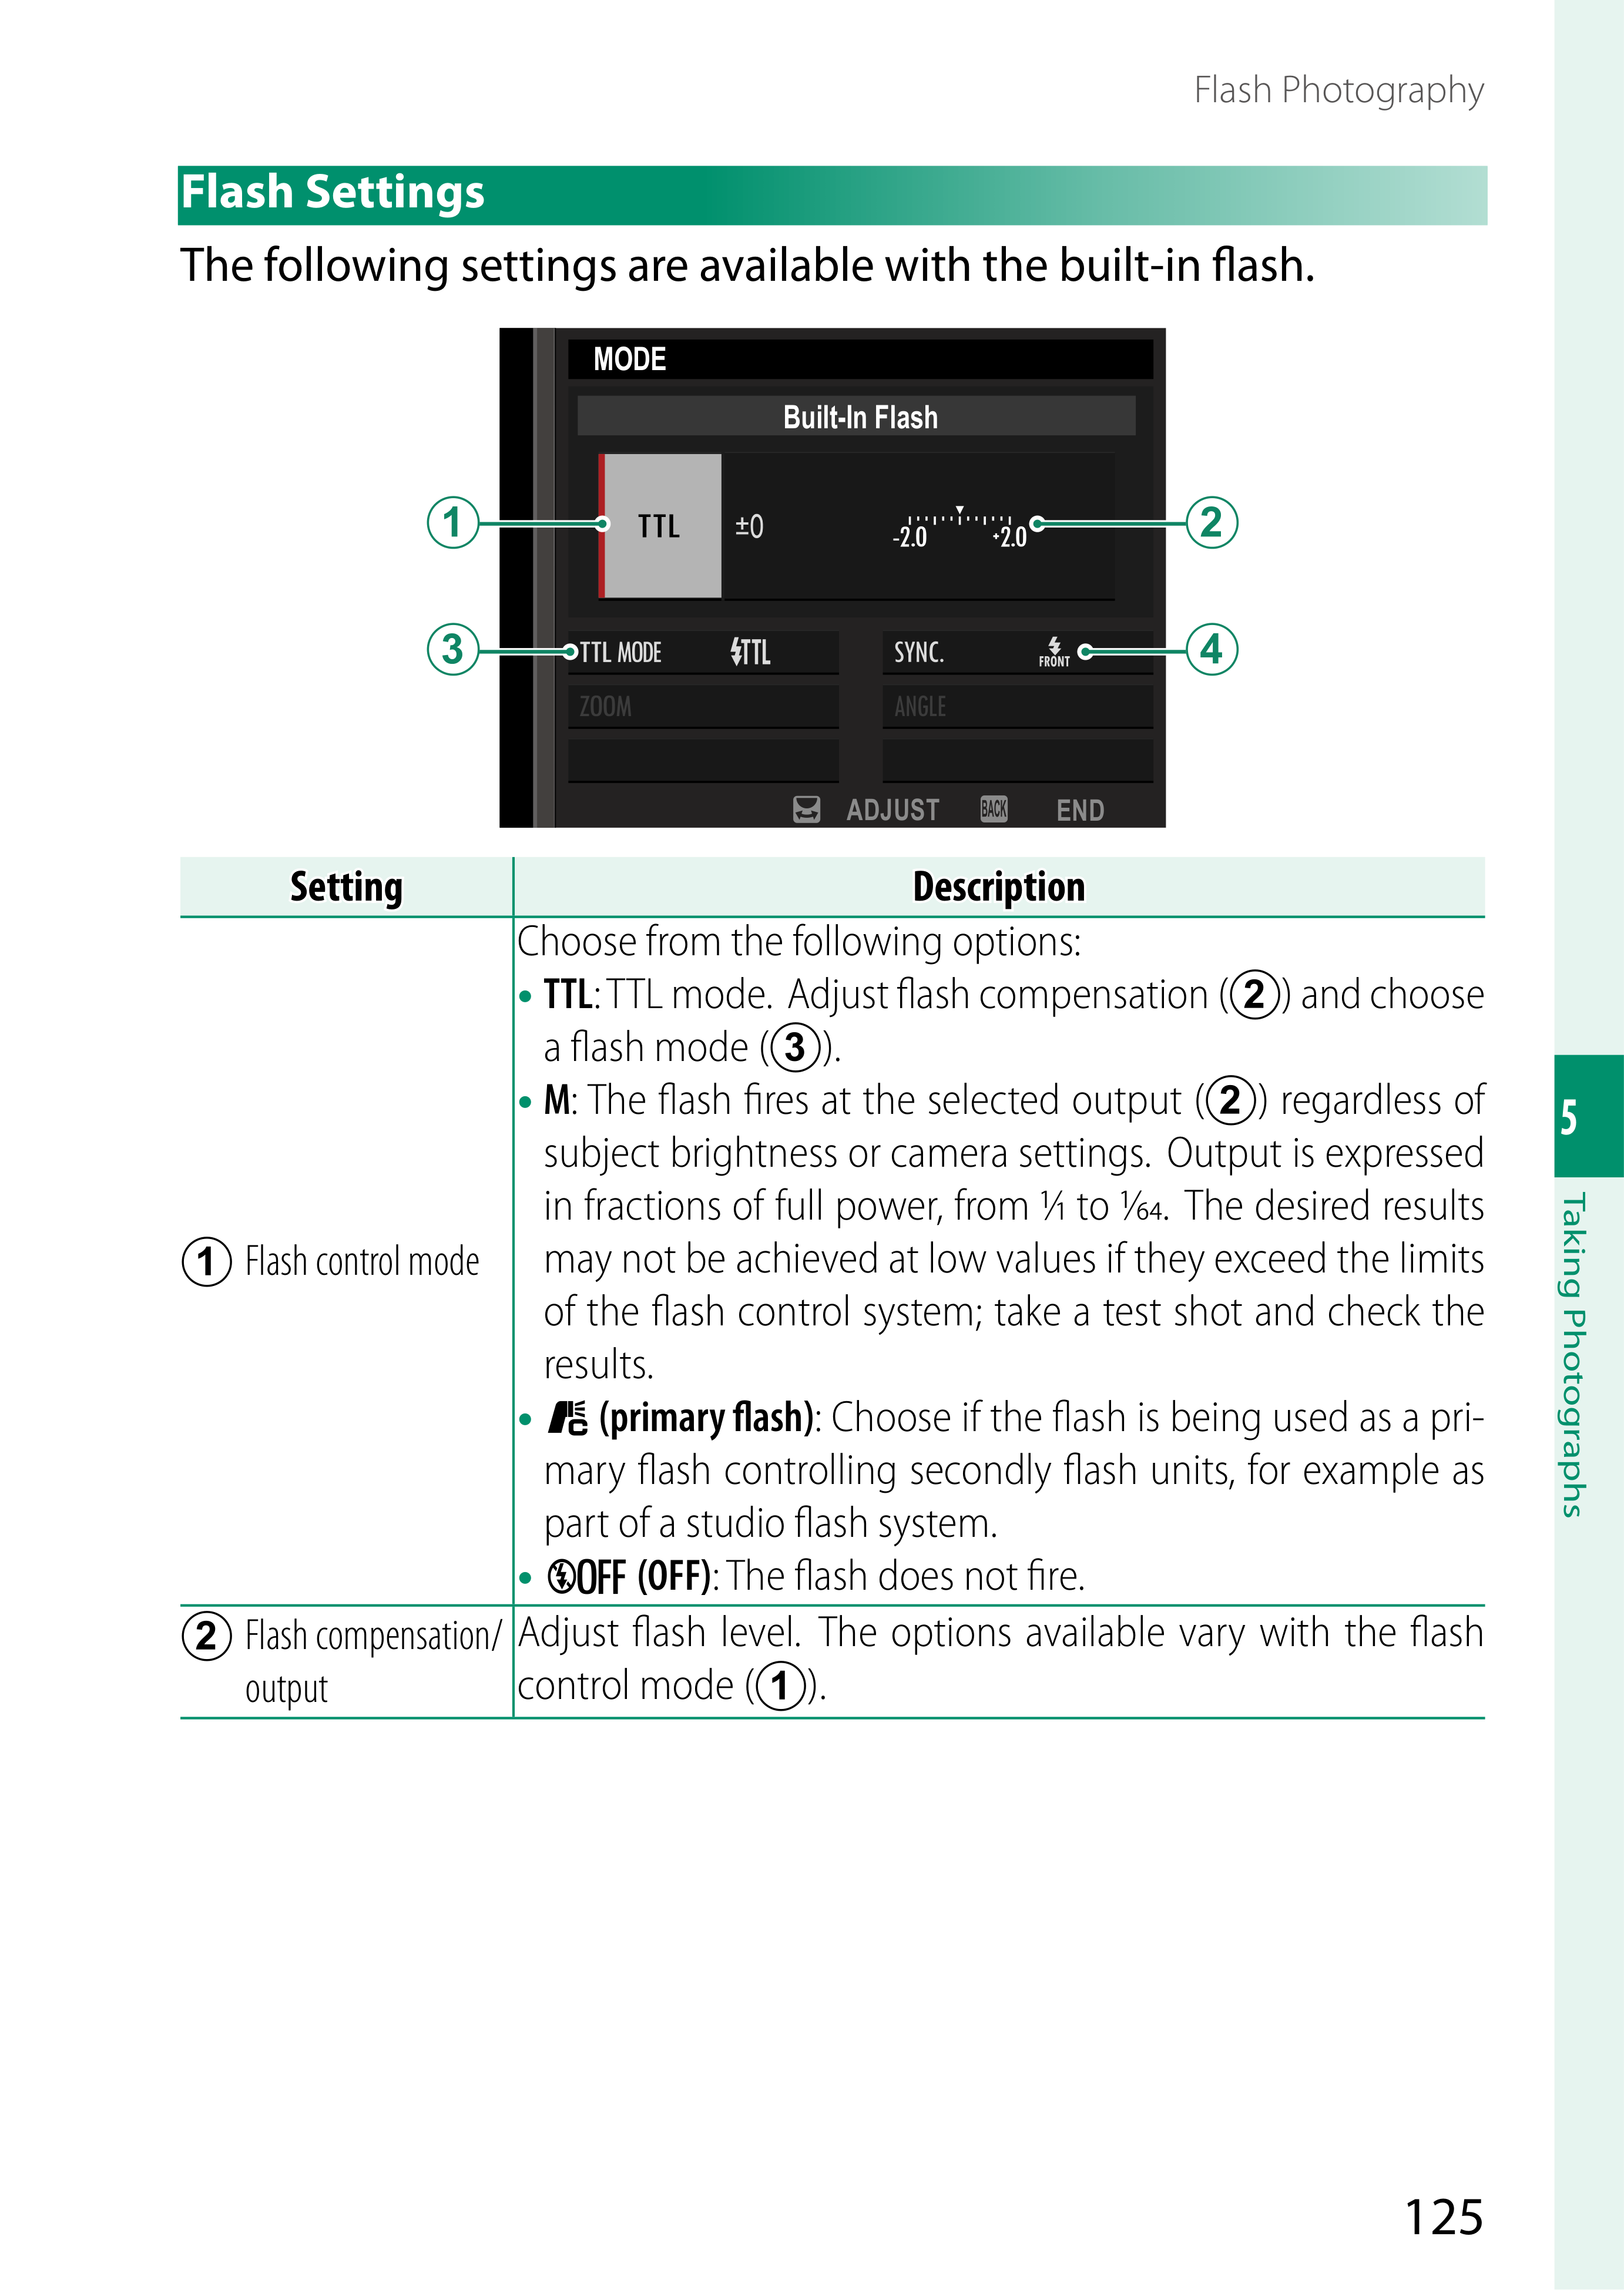 Flash Photography
Flash Settings
The following settings are available with the built-in flash.
MODE
Built-In Flash
1
TTL
±0
-2.0
+2.0
2
3
TTL MODE
TTL
SYNC.
FRONT
4
ZOOM
ANGLE
ADJUST
BACK
END
Setting
Description
① Flash control mode
Choose from the following options:
• TTL: TTL mode. Adjust flash compensation (②) and choose
a flash mode (③).
• M: The flash fires at the selected output (②) regardless of
subject brightness or camera settings. Output is expressed
in fractions of full power, from 1/1 to 1/64. The desired results
may not be achieved at low values if they exceed the limits
of the flash control system; take a test shot and check the
results.
• C (primary flash): Choose if the flash is being used as a pri-
mary flash controlling secondly flash units, for example as
part of a studio flash system.
• OFF (OFF): The flash does not fire.
② Flash compensation/
output
Adjust flash level. The options available vary with the flash
control mode (①).
5
Taking Photographs
125